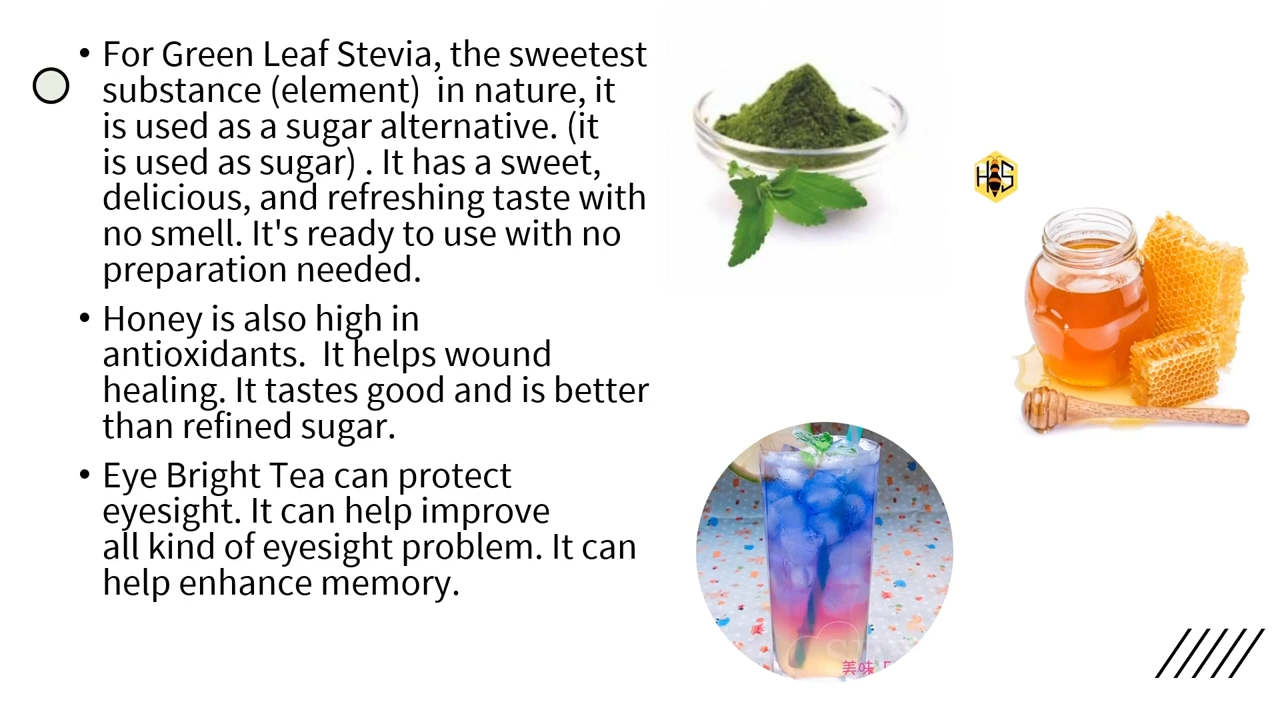 • For Green Leaf Stevia, the sweetest
substance (element)  in nature, it
is used as a sugar alternative. (it
is used as sugar) . It has a sweet,
delicious, and refreshing taste with
no smell. It's ready to use with no
preparation needed.
• Honey is also high in
antioxidants.  It helps wound
healing. It tastes good and is better
than refined sugar.
• Eye Bright Tea can protect
eyesight. It can help improve
all kind of eyesight problem. It can
help enhance memory.
HS
美味